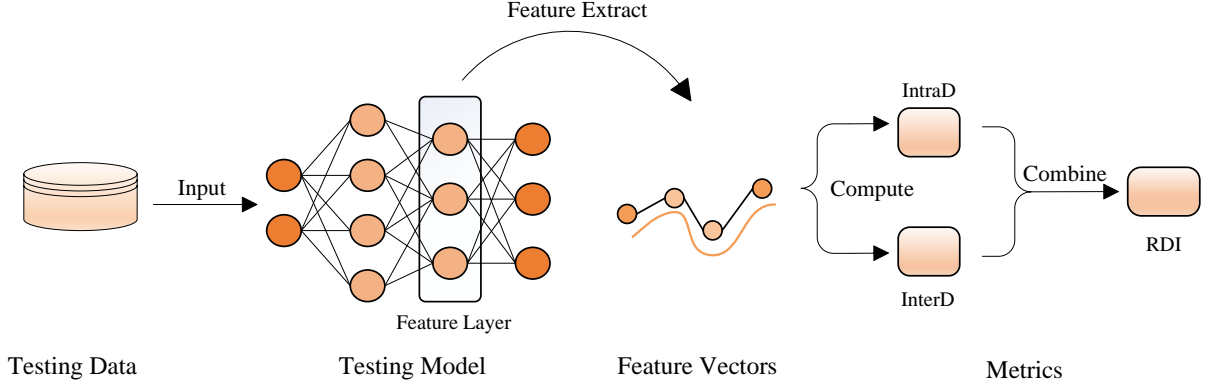 Feature Extract
IntraD
Input
Compute
Combine
RDI
InterD
Feature Layer
Testing Data
Testing Model
Feature Vectors
Metrics